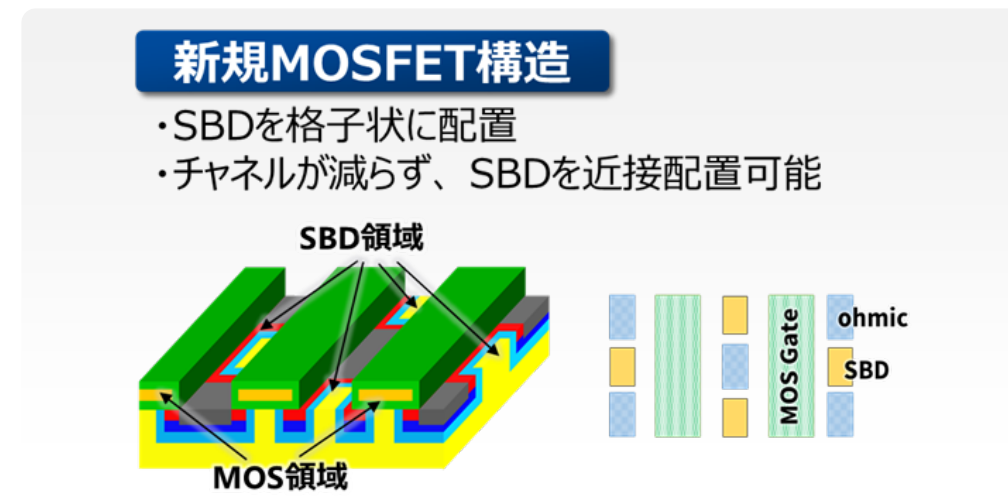 新規MOSFET構造
・SBDを格子状に配置
・チャネルが減らず、SBDを近接配置可能
SBD領域
MOS領域
ohmic
SBD
MOS Gate